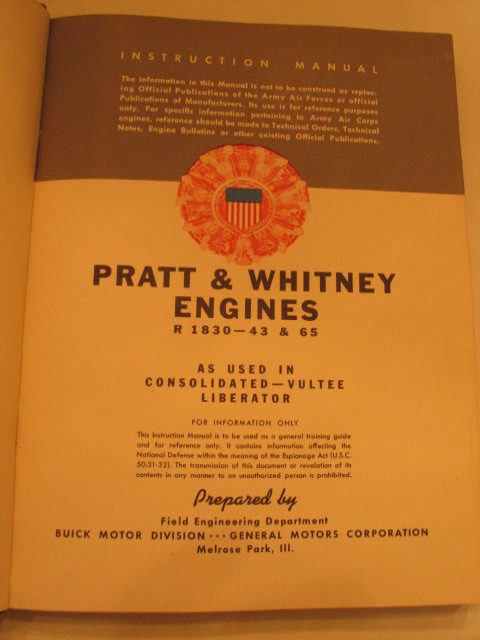 INSTRUCTION MANUAL
The information in this Manual is not to be construed as replac-
ing Official Publications of the Army Air Forces or official
Publications of Manufacturers. Its use is for reference purposes
only. For specific information pertaining to Army Air Corps
engines, reference should be made to Technical Orders, Technical
Notes, Engine Bulletins or other existing Official Publications.
PRATT & WHITNEY
ENGINES
R 1830—43 & 65
AS USED IN
CONSOLIDATED—VULTEE
LIBERATOR
FOR INFORMATION ONLY
This Instruction Manual is to be used as a general training guide
and for reference only. It contains information affecting the
National Defense within the meaning of the Espionage Act (U.S.C.
50:31-32). The transmission of this document or revelation of its
contents in any manner to an unauthorized person is prohibited.
Prepared by
Field Engineering Department
BUICK MOTOR DIVISION • • • GENERAL MOTORS CORPORATION
Melrose Park, Ill.